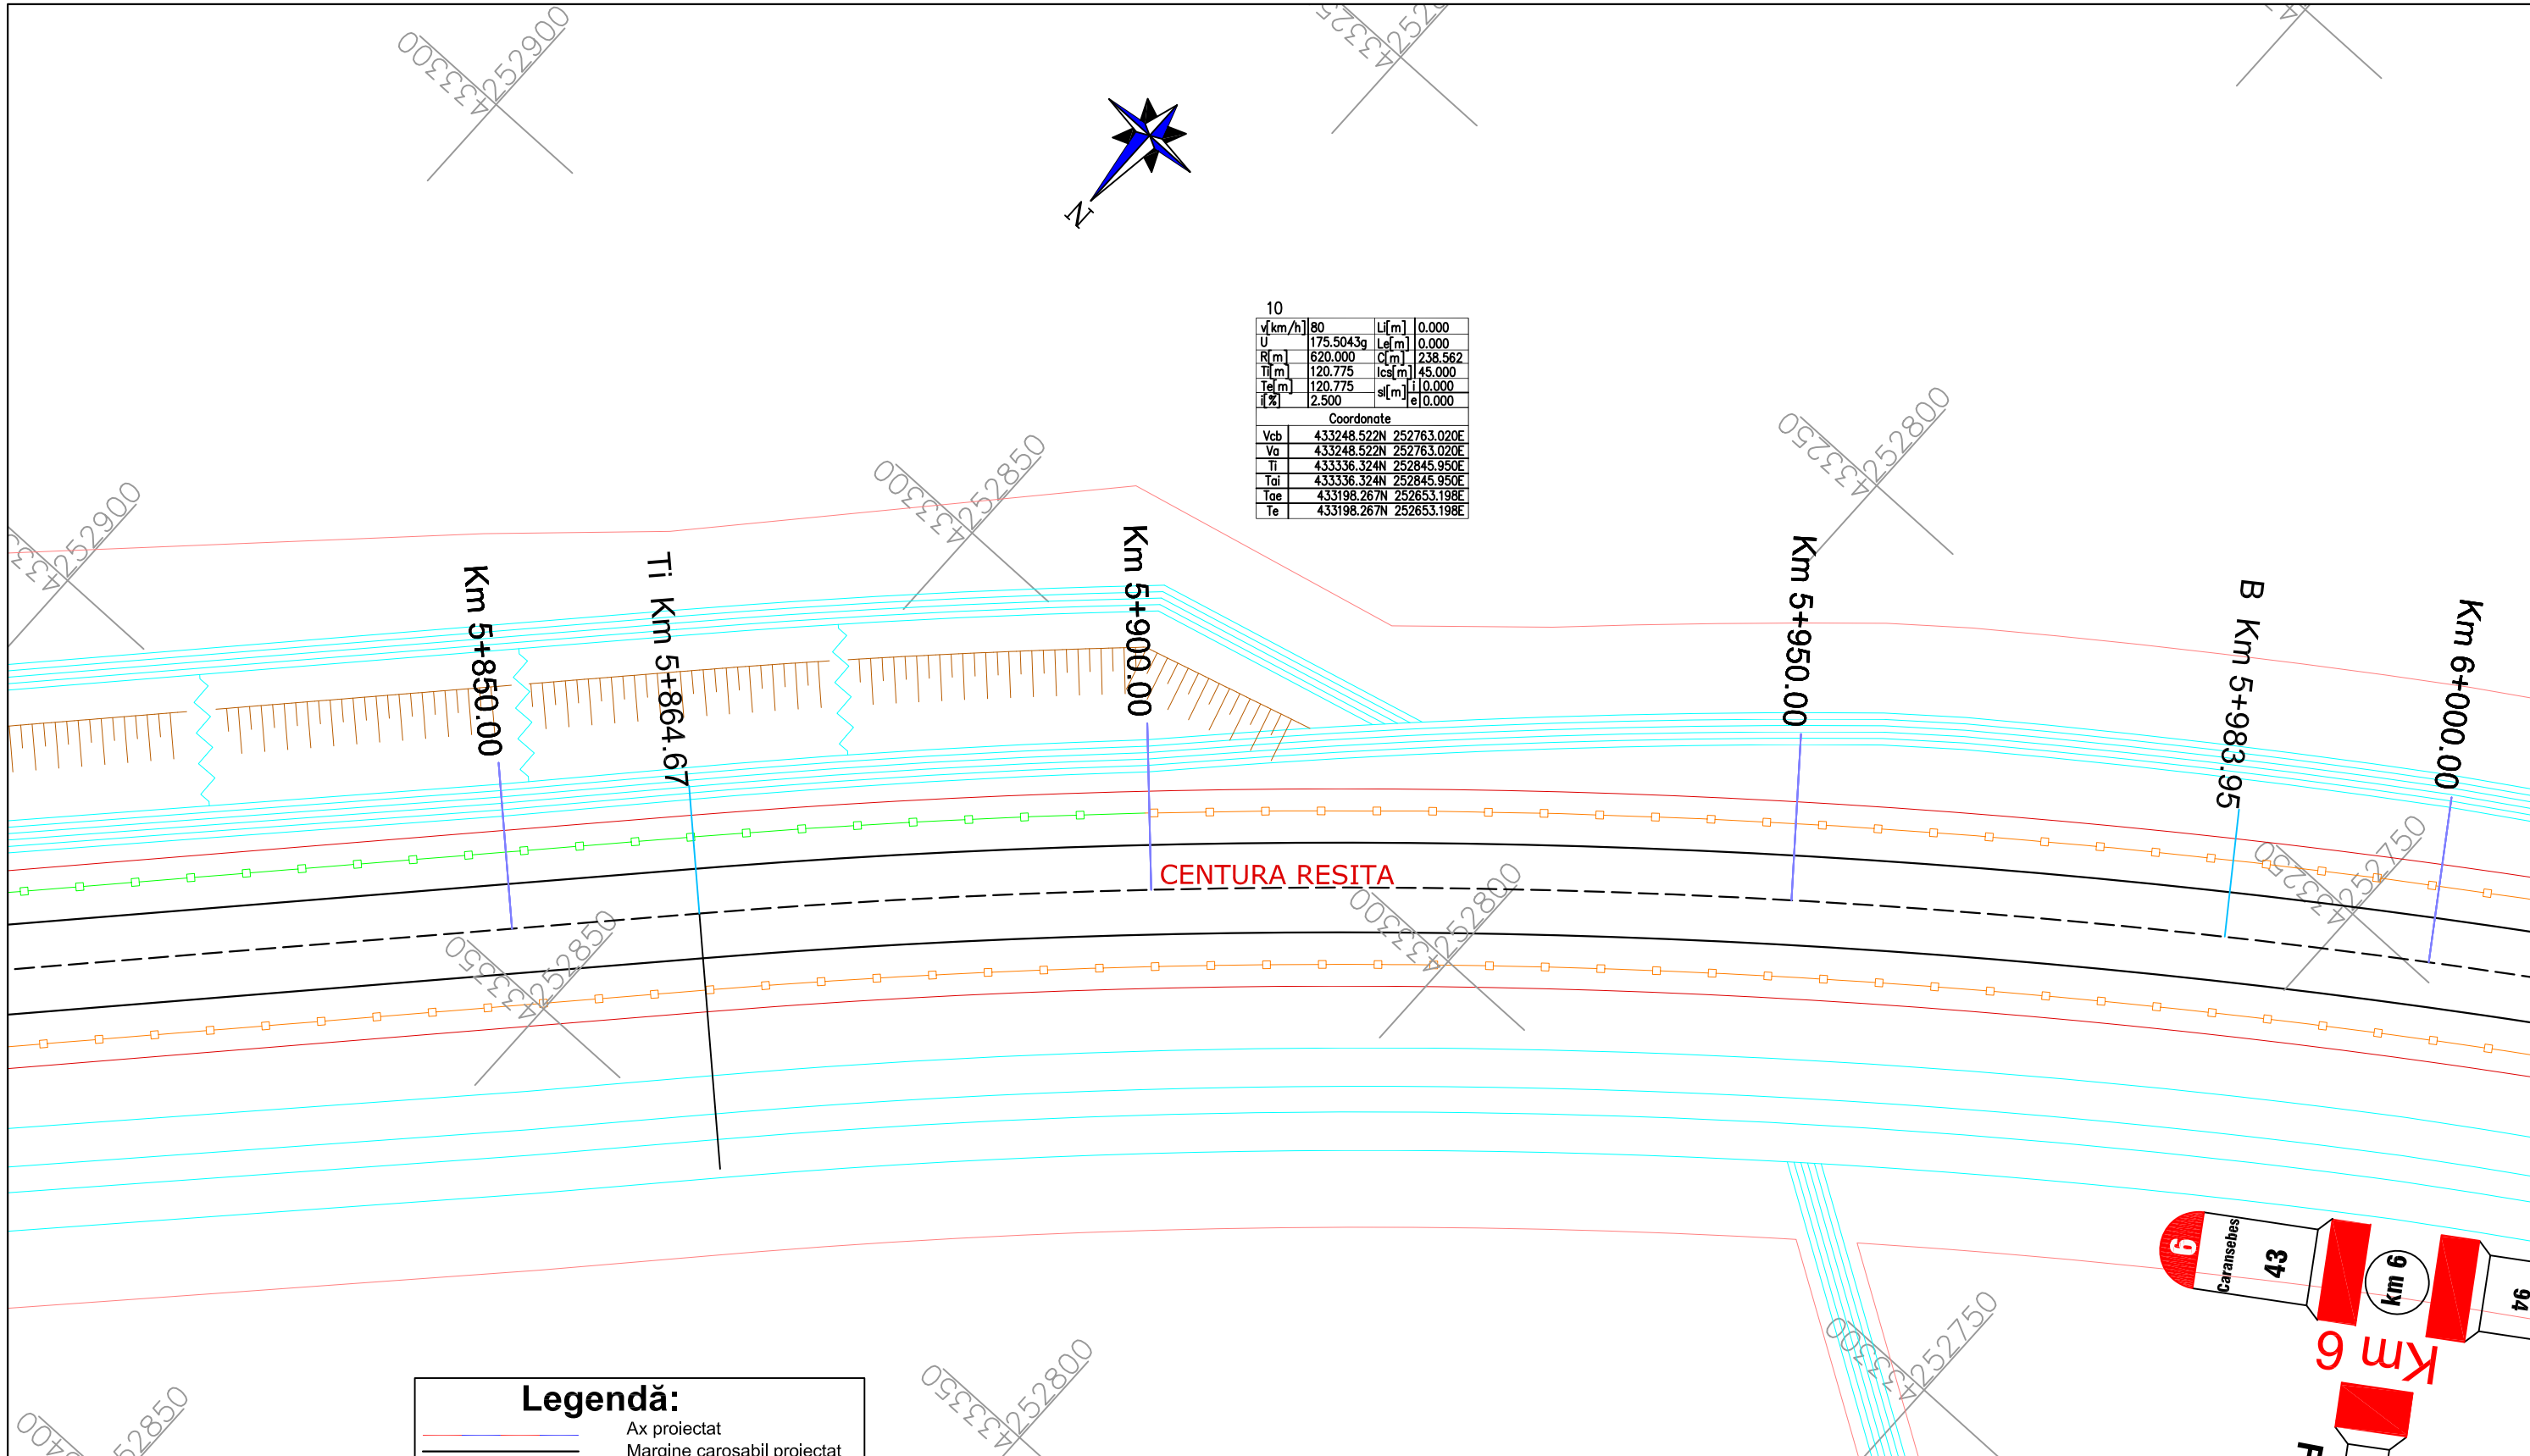 433300
252900
43325
2528
N
10
v[km/h] 80 Li[m] 0.000
U 175.5043g Le[m] 0.000
R[m] 620.000 C[m] 238.562
Ti[m] 120.775 lcs[m] 45.000
Te[m] 120.775 sl[m] i 0.000
i[%] 2.500 e 0.000
Coordonate
Vcb 433248.522N 252763.020E
Va 433248.522N 252763.020E
Ti 433336.324N 252845.950E
Tai 433336.324N 252845.950E
Tae 433198.267N 252653.198E
Te 433198.267N 252653.198E
252900
433300
252850
433250
252800
Km 5+850.00
Ti Km 5+864.67
Km 5+900.00
Km 5+950.00
B Km 5+983.95
Km 6+000.00
CENTURA RESITA
433350
252850
433300
252800
433250
252750
6
Caransebes
43
km 6
94
Km 6
433300
252750
433350
252800
400
52850
Legendă:
Ax proiectat
Margine carosabil proiectat